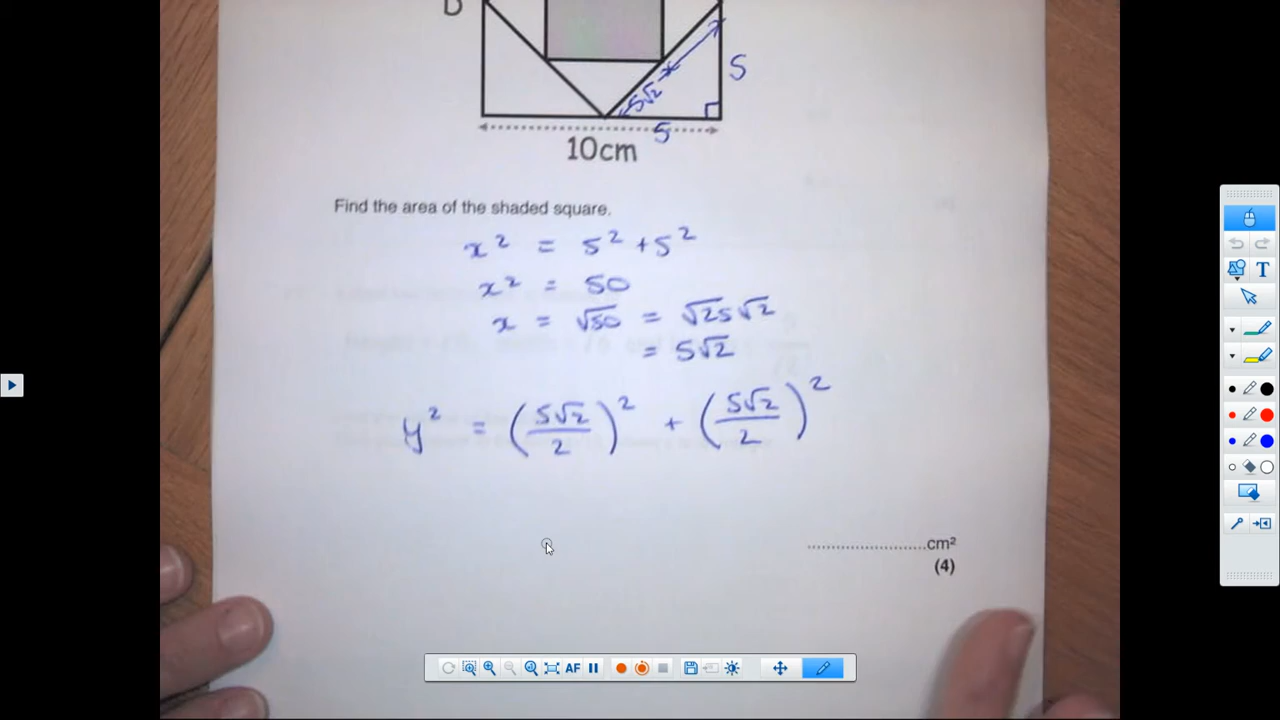 5√2
5
5
10cm
Find the area of the shaded square.
x² = 5² + 5²
x² = 50
x = √50 = √25√2
= 5√2
y² = (5√2/2)² + (5√2/2)²
..........................cm²
(4)
T
AF